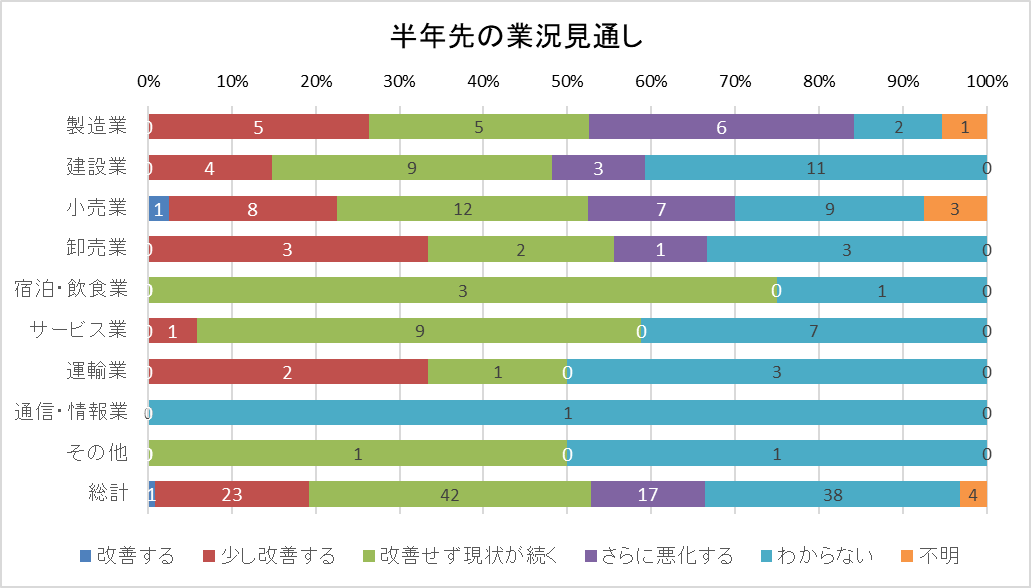 半年先の業況見通し
0% 10% 20% 30% 40% 50% 60% 70% 80% 90% 100%
製造業 0 5 5 6 2 1
建設業 0 4 9 3 11 0
小売業 1 8 12 7 9 3
卸売業 0 3 2 1 3 0
宿泊・飲食業 0 3 0 1 0
サービス業 0 1 9 0 7 0
運輸業 0 2 1 0 3 0
通信・情報業 0 1 0
その他 0 1 0 1 0
総計 1 23 42 17 38 4
改善する 少し改善する 改善せず現状が続く さらに悪化する わからない 不明